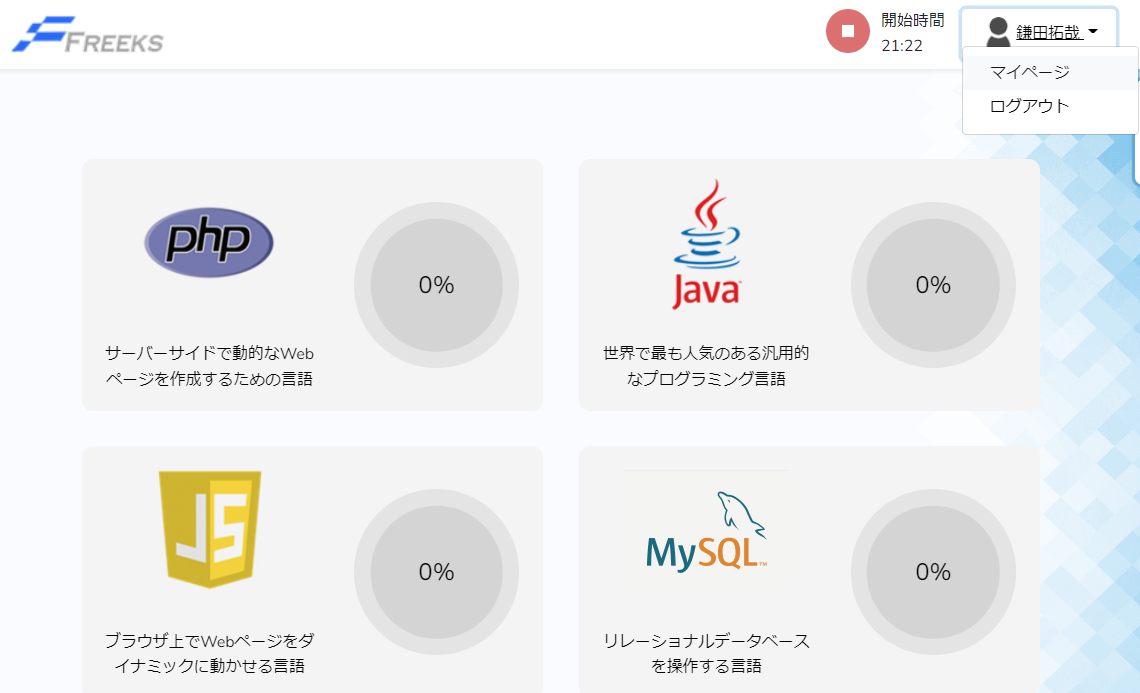 FREEKS
開始時間
21:22
鎌田拓哉
マイページ
ログアウト
php
0%
サーバーサイドで動的なWeb
ページを作成するための言語
Java
0%
世界で最も人気のある汎用的
なプログラミング言語
JS
0%
ブラウザ上でWebページをダ
イナミックに動かせる言語
MySQL™
0%
リレーショナルデータベース
を操作する言語